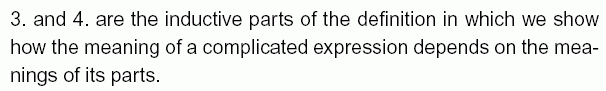 3. and 4. are the inductive parts of the definition in which we show
how the meaning of a complicated expression depends on the mea-
nings of its parts.